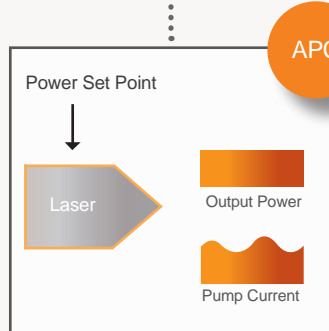 APC
Power Set Point
Laser
Output Power
Pump Current